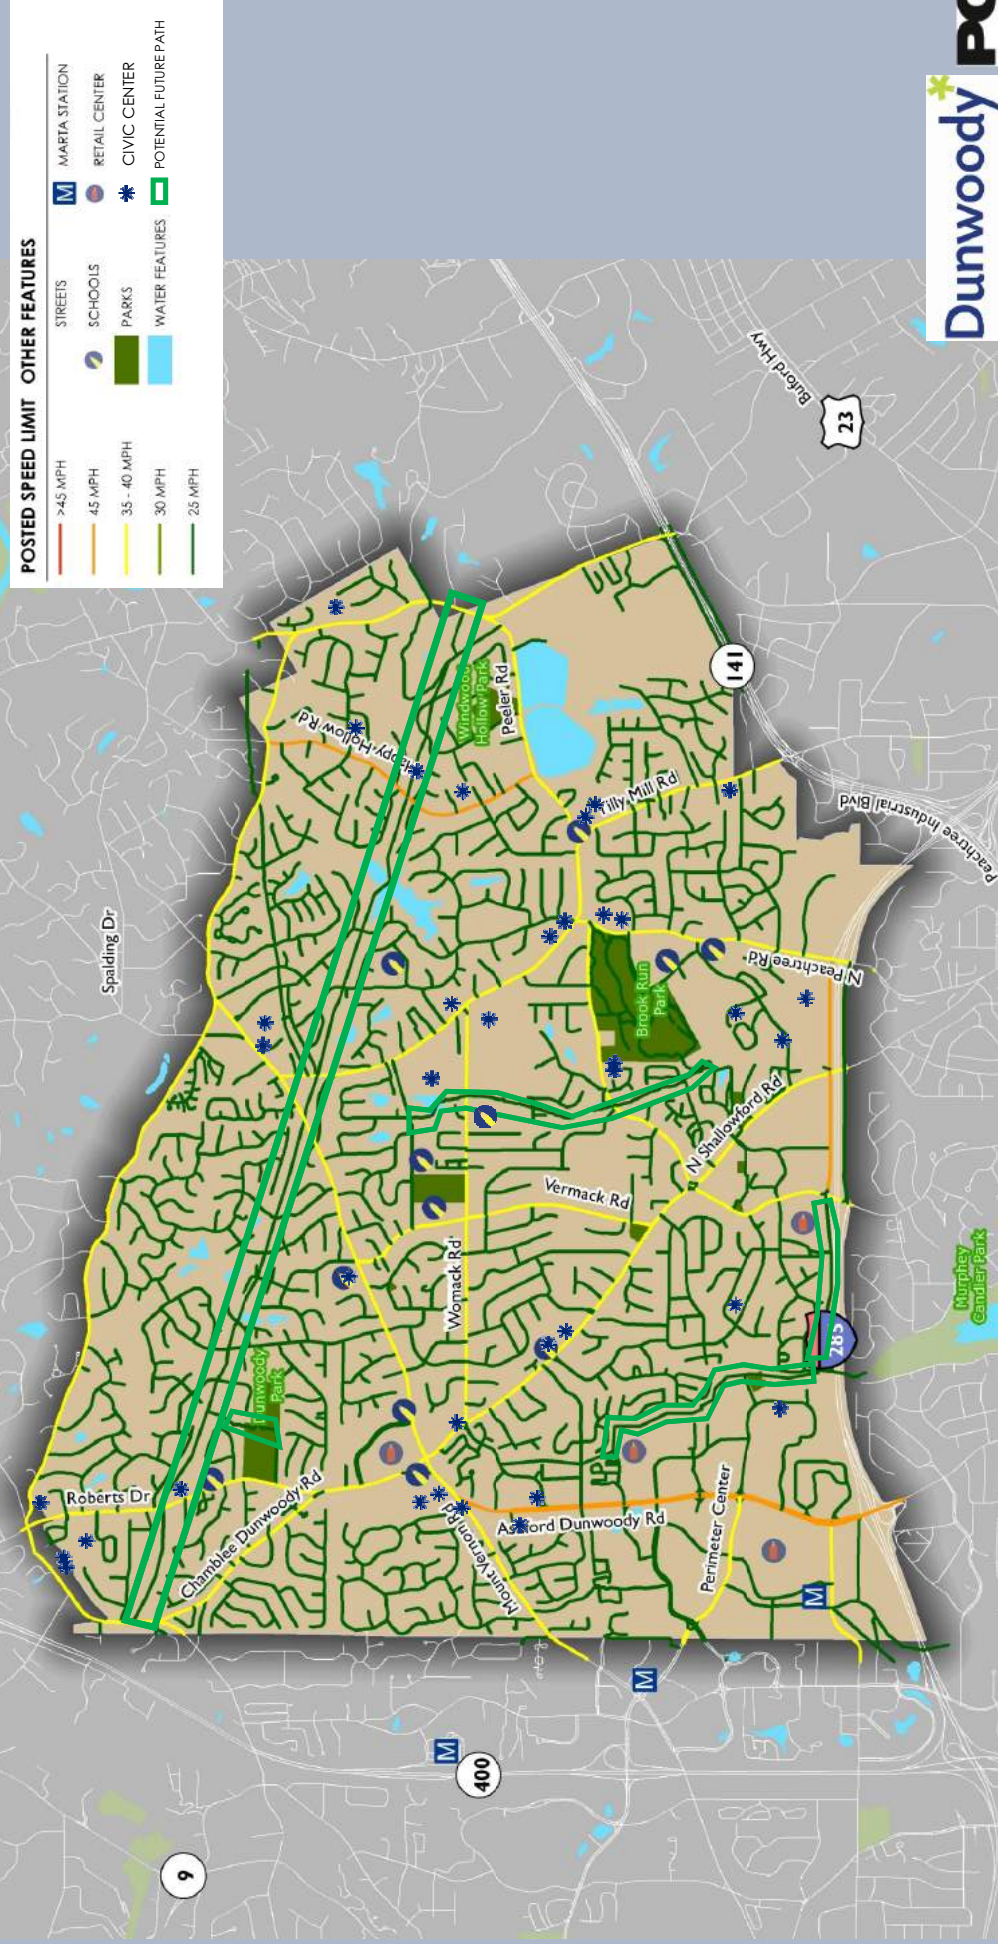 POSTED SPEED LIMIT
>45 MPH
45 MPH
35 - 40 MPH
30 MPH
25 MPH
OTHER FEATURES
STREETS
SCHOOLS
PARKS
WATER FEATURES
M MARTA STATION
RETAIL CENTER
CIVIC CENTER
POTENTIAL FUTURE PATH
Spalding Dr
Roberts Dr
Dunwoody
Park
Chamblee Dunwoody Rd
Happy Hollow Rd
Windwood
Hollow Park
Peeler Rd
Tilly Mill Rd
Womack Rd
Vermack Rd
Brook Run
Park
N Peachtree Rd
N Shallowford Rd
Mount Vernon Rd
Ashford Dunwoody Rd
Perimeter Center
Buford Hwy
Peachtree Industrial Blvd
Murphey
Candler Park
9
400
285
141
23
M
M
M
Dunwoody